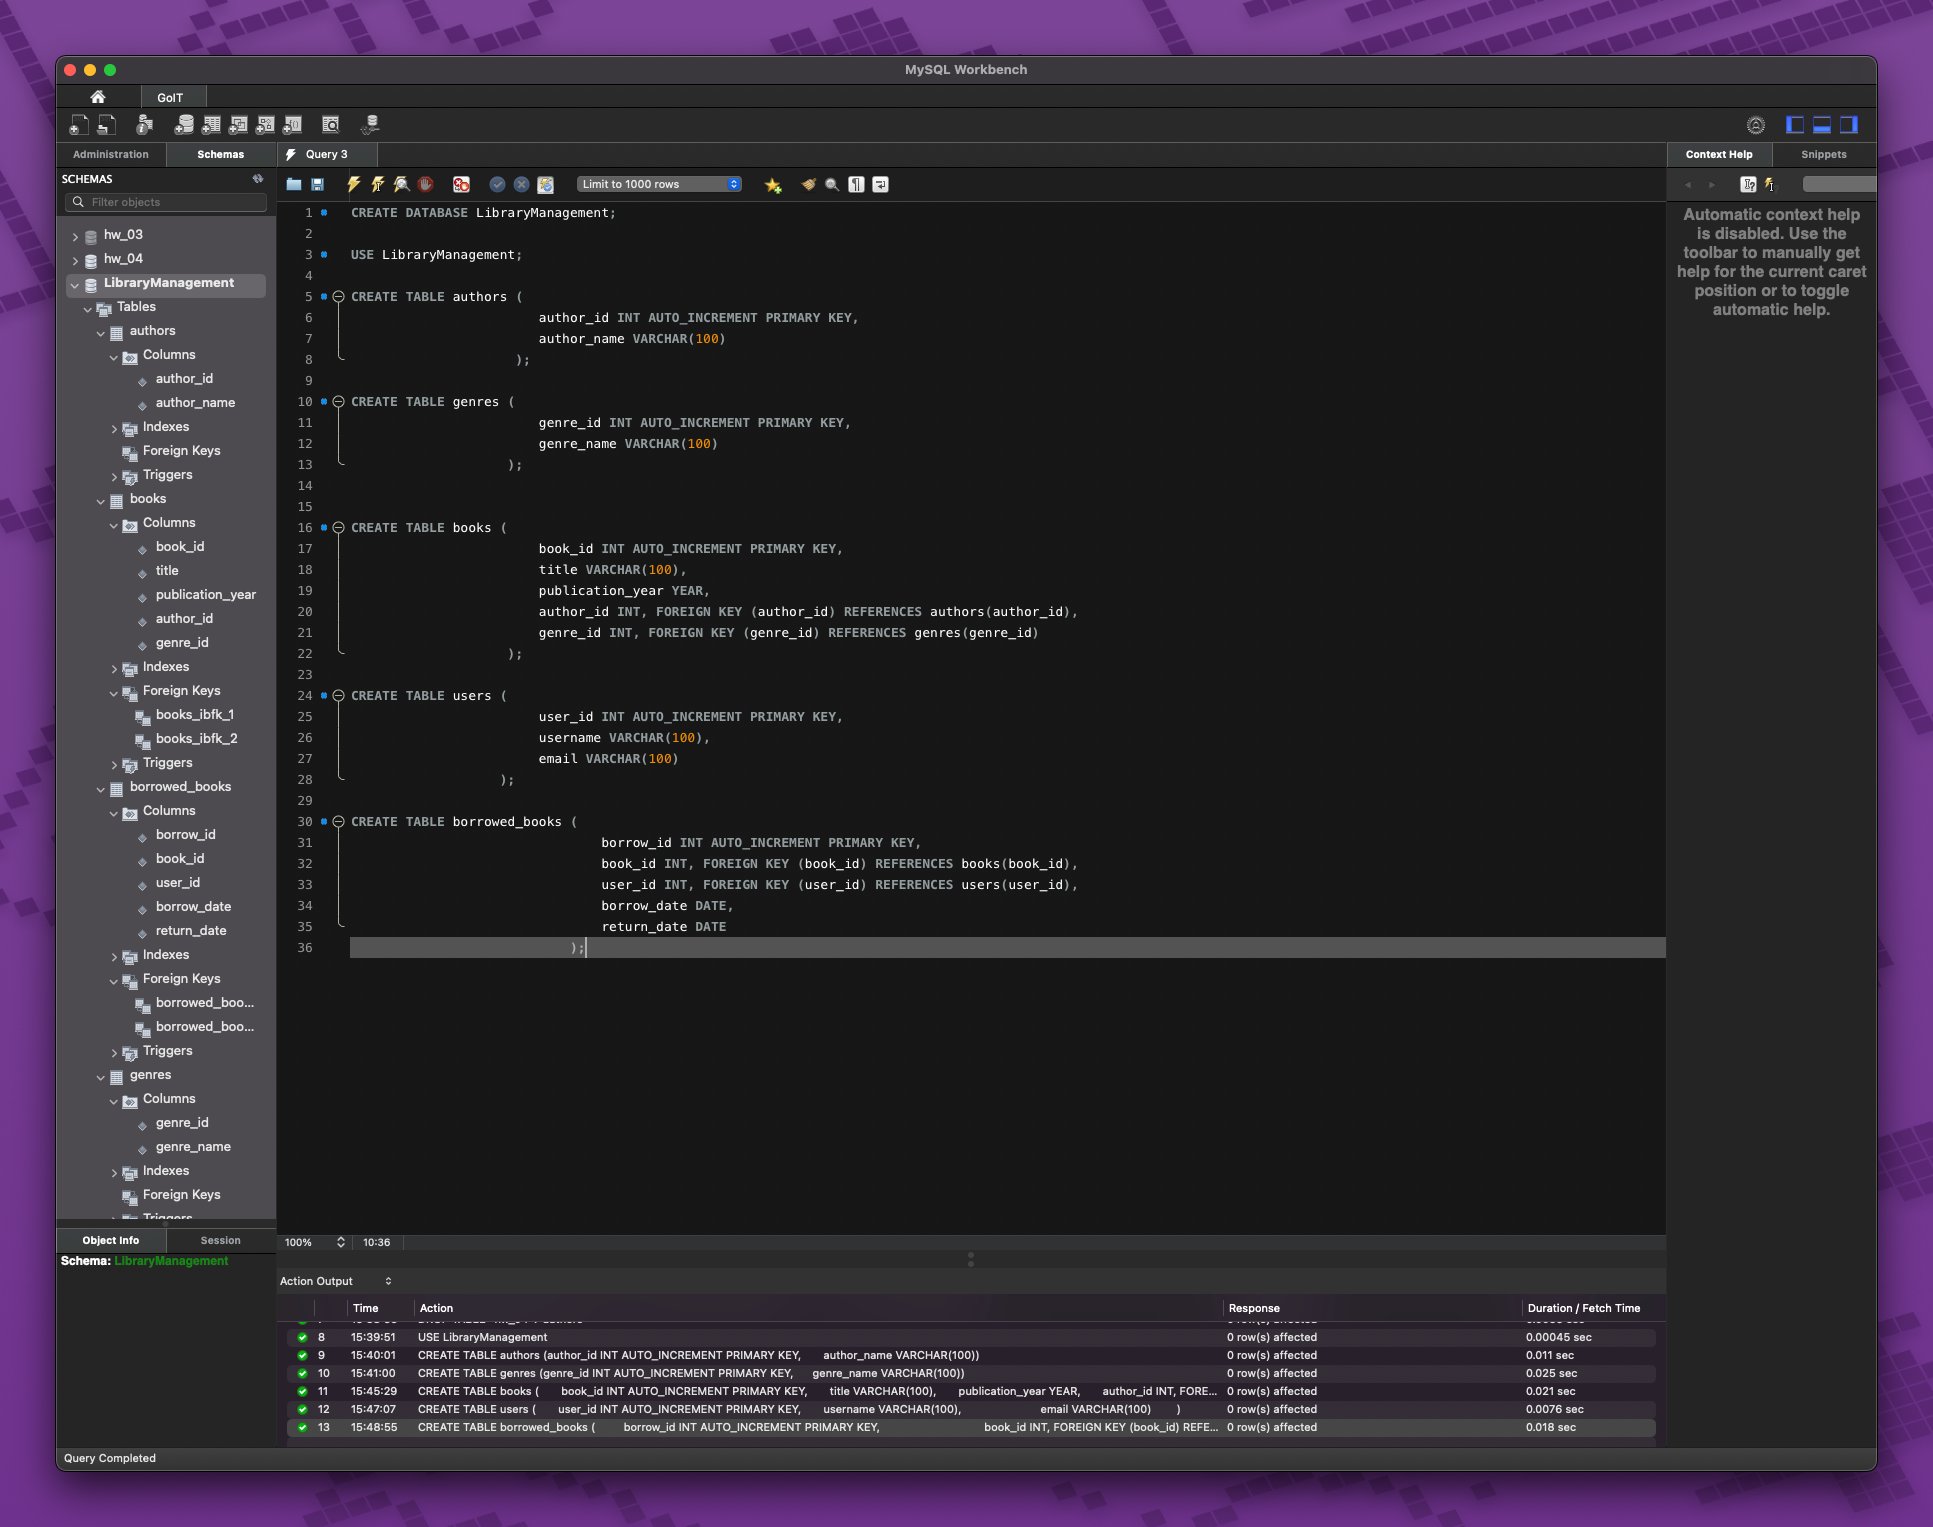 MySQL Workbench
GoIT
Administration
Schemas
Query 3
Context Help
Snippets
SCHEMAS
Filter objects
Limit to 1000 rows
hw_03
hw_04
LibraryManagement
Tables
authors
Columns
author_id
author_name
Indexes
Foreign Keys
Triggers
books
Columns
book_id
title
publication_year
author_id
genre_id
Indexes
Foreign Keys
books_ibfk_1
books_ibfk_2
Triggers
borrowed_books
Columns
borrow_id
book_id
user_id
borrow_date
return_date
Indexes
Foreign Keys
borrowed_boo...
borrowed_boo...
Triggers
genres
Columns
genre_id
genre_name
Indexes
Foreign Keys
Triggers
Object Info
Session
Schema: LibraryManagement
1 CREATE DATABASE LibraryManagement;
2
3 USE LibraryManagement;
4
5 CREATE TABLE authors (
6 author_id INT AUTO_INCREMENT PRIMARY KEY,
7 author_name VARCHAR(100)
8 );
9
10 CREATE TABLE genres (
11 genre_id INT AUTO_INCREMENT PRIMARY KEY,
12 genre_name VARCHAR(100)
13 );
14
15
16 CREATE TABLE books (
17 book_id INT AUTO_INCREMENT PRIMARY KEY,
18 title VARCHAR(100),
19 publication_year YEAR,
20 author_id INT, FOREIGN KEY (author_id) REFERENCES authors(author_id),
21 genre_id INT, FOREIGN KEY (genre_id) REFERENCES genres(genre_id)
22 );
23
24 CREATE TABLE users (
25 user_id INT AUTO_INCREMENT PRIMARY KEY,
26 username VARCHAR(100),
27 email VARCHAR(100)
28 );
29
30 CREATE TABLE borrowed_books (
31 borrow_id INT AUTO_INCREMENT PRIMARY KEY,
32 book_id INT, FOREIGN KEY (book_id) REFERENCES books(book_id),
33 user_id INT, FOREIGN KEY (user_id) REFERENCES users(user_id),
34 borrow_date DATE,
35 return_date DATE
36 );
Automatic context help
is disabled. Use the
toolbar to manually get
help for the current caret
position or to toggle
automatic help.
100% 10:36
Action Output
Time Action Response Duration / Fetch Time
8 15:39:51 USE LibraryManagement 0 row(s) affected 0.00045 sec
9 15:40:01 CREATE TABLE authors (author_id INT AUTO_INCREMENT PRIMARY KEY, author_name VARCHAR(100)) 0 row(s) affected 0.011 sec
10 15:41:00 CREATE TABLE genres (genre_id INT AUTO_INCREMENT PRIMARY KEY, genre_name VARCHAR(100)) 0 row(s) affected 0.025 sec
11 15:45:29 CREATE TABLE books ( book_id INT AUTO_INCREMENT PRIMARY KEY, title VARCHAR(100), publication_year YEAR, author_id INT, FORE... 0 row(s) affected 0.021 sec
12 15:47:07 CREATE TABLE users ( user_id INT AUTO_INCREMENT PRIMARY KEY, username VARCHAR(100), email VARCHAR(100) ) 0 row(s) affected 0.0076 sec
13 15:48:55 CREATE TABLE borrowed_books ( borrow_id INT AUTO_INCREMENT PRIMARY KEY, book_id INT, FOREIGN KEY (book_id) REFE... 0 row(s) affected 0.018 sec
Query Completed